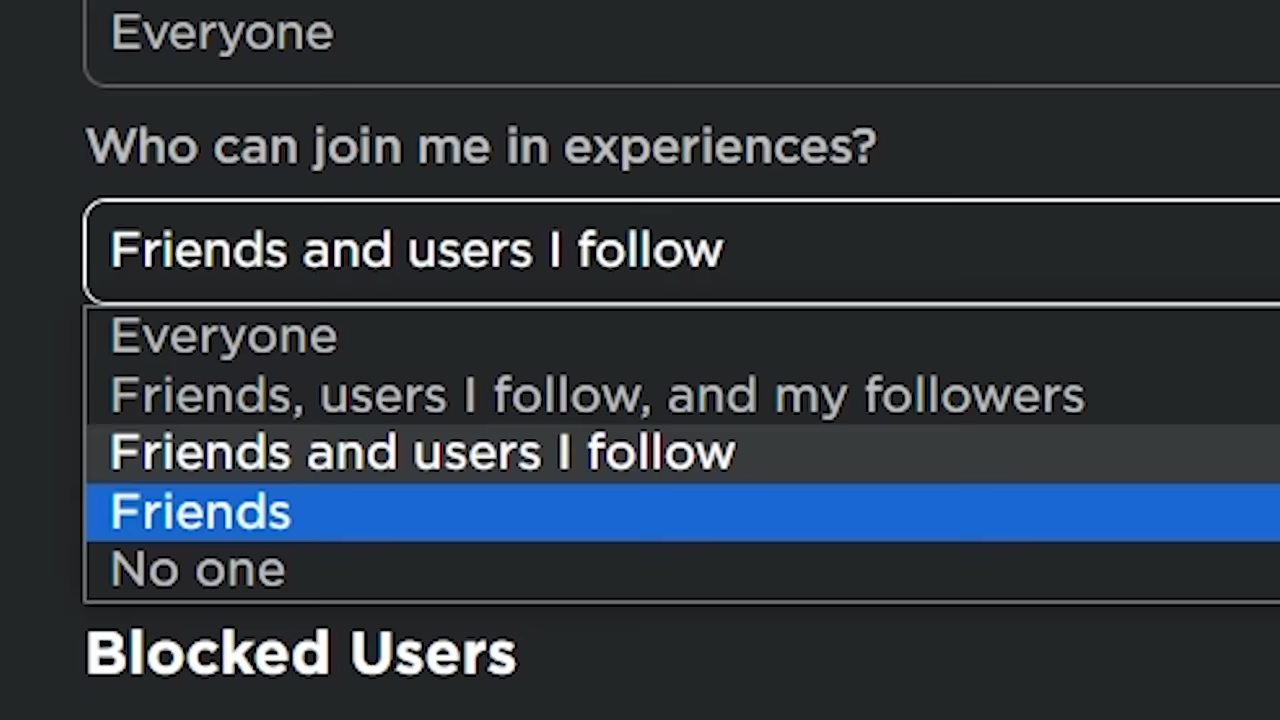 Everyone
Who can join me in experiences?
Friends and users I follow
Everyone
Friends, users I follow, and my followers
Friends and users I follow
Friends
No one
Blocked Users